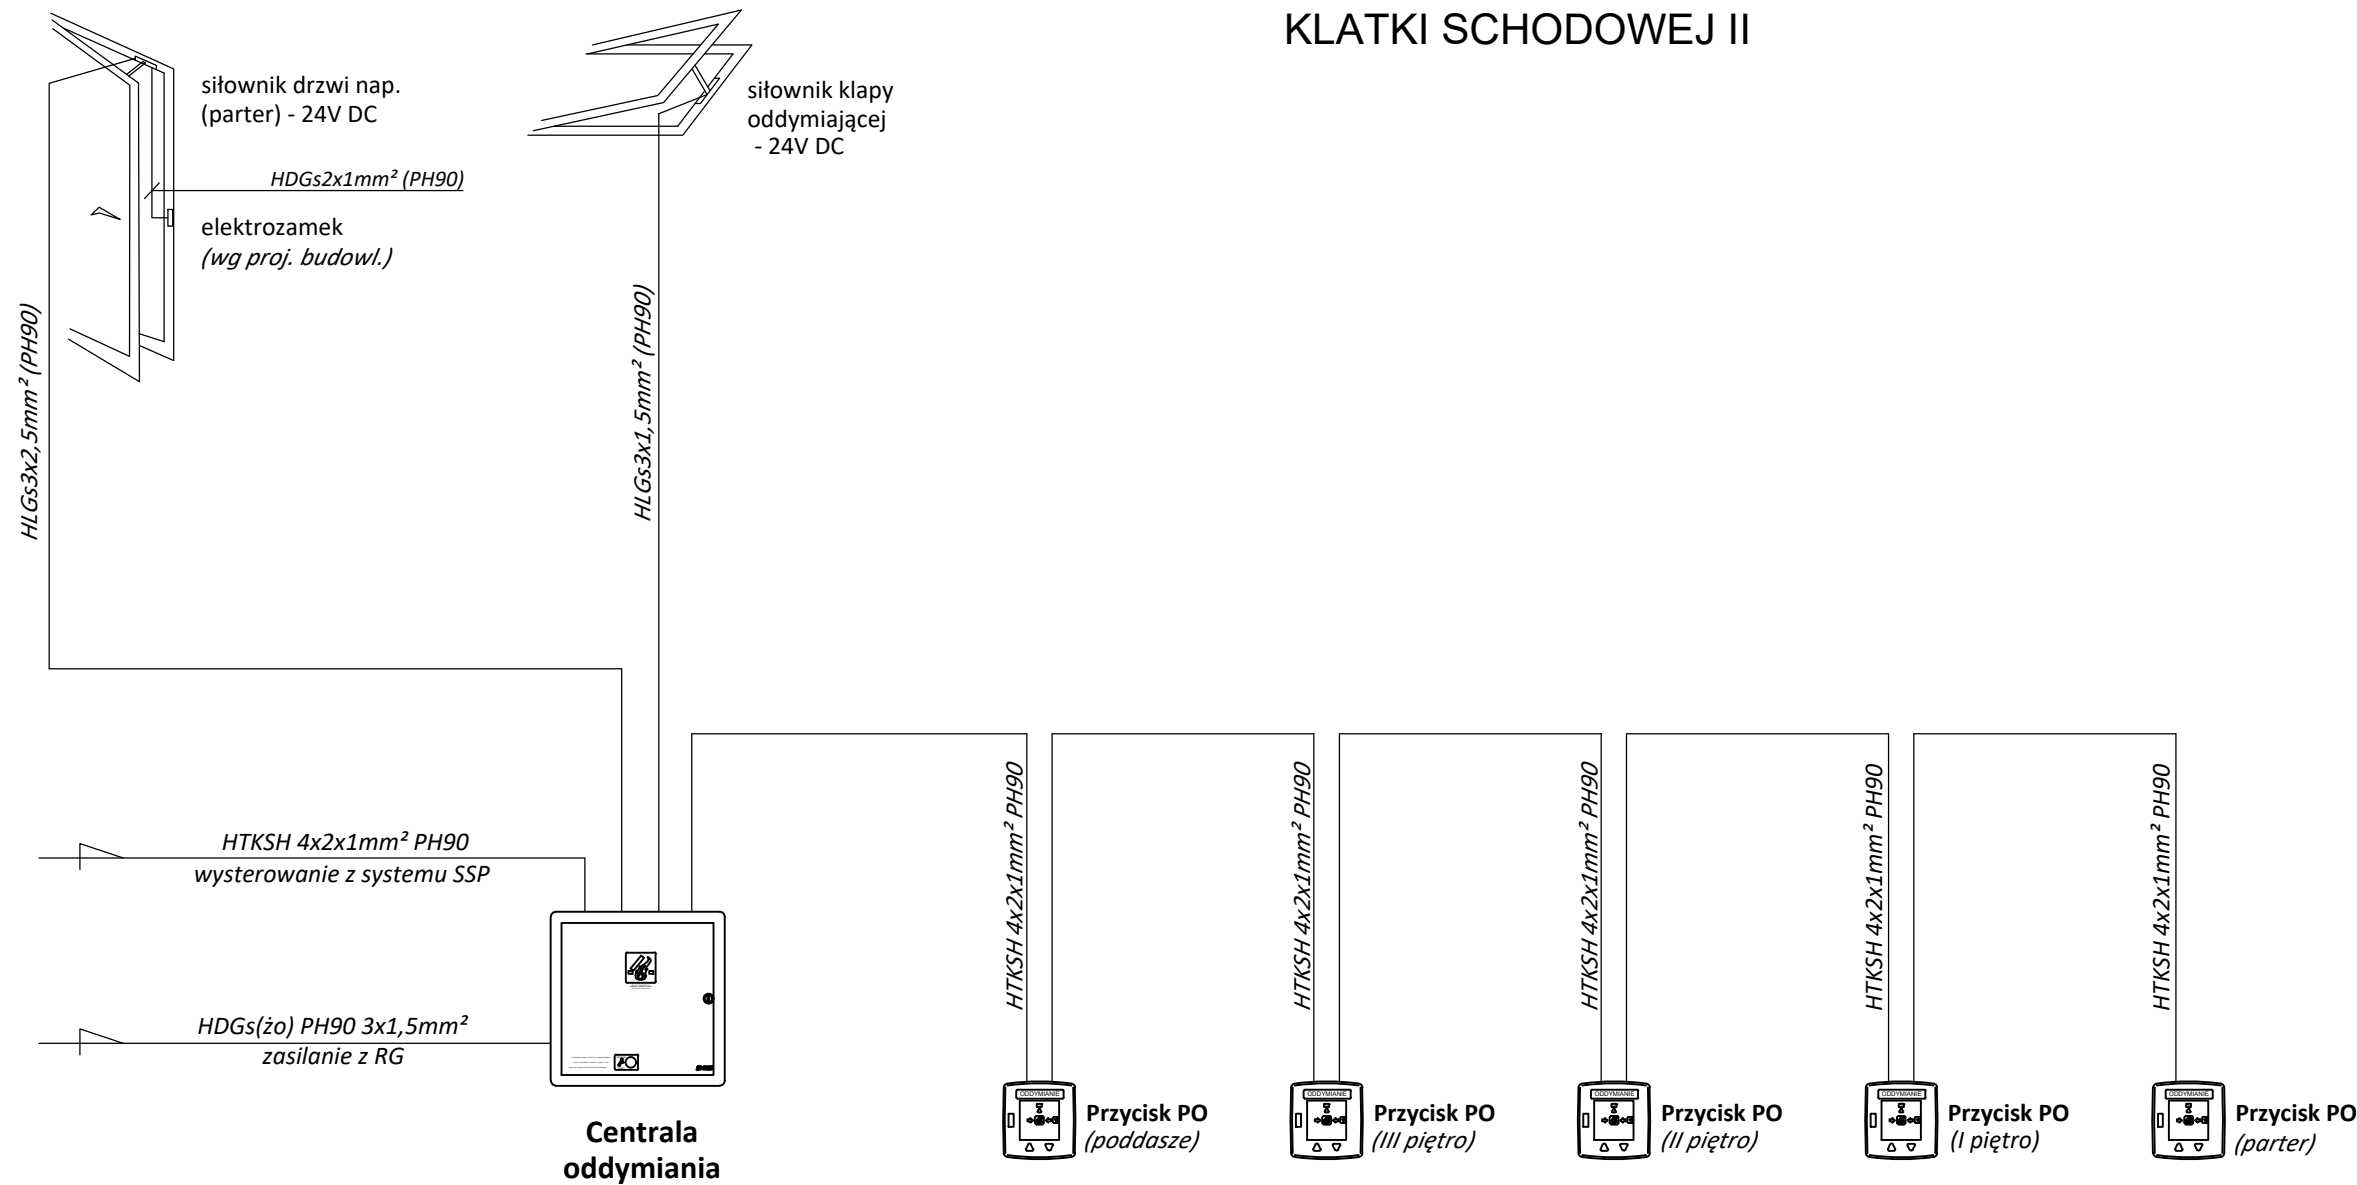 KLATKI SCHODOWEJ II
siłownik drzwi nap.
(parter) - 24V DC
siłownik klapy
oddymiającej
- 24V DC
HDGs2x1mm² (PH90)
elektrozamek
(wg proj. budowl.)
HLGs3x2,5mm² (PH90)
HLGs3x1,5mm² (PH90)
HTKSH 4x2x1mm² PH90
wysterowanie z systemu SSP
HDGs(żo) PH90 3x1,5mm²
zasilanie z RG
Centrala
oddymiania
HTKSH 4x2x1mm² PH90
HTKSH 4x2x1mm² PH90
HTKSH 4x2x1mm² PH90
HTKSH 4x2x1mm² PH90
HTKSH 4x2x1mm² PH90
ODDYMIANIE
Przycisk PO
(poddasze)
ODDYMIANIE
Przycisk PO
(III piętro)
ODDYMIANIE
Przycisk PO
(II piętro)
ODDYMIANIE
Przycisk PO
(I piętro)
ODDYMIANIE
Przycisk PO
(parter)